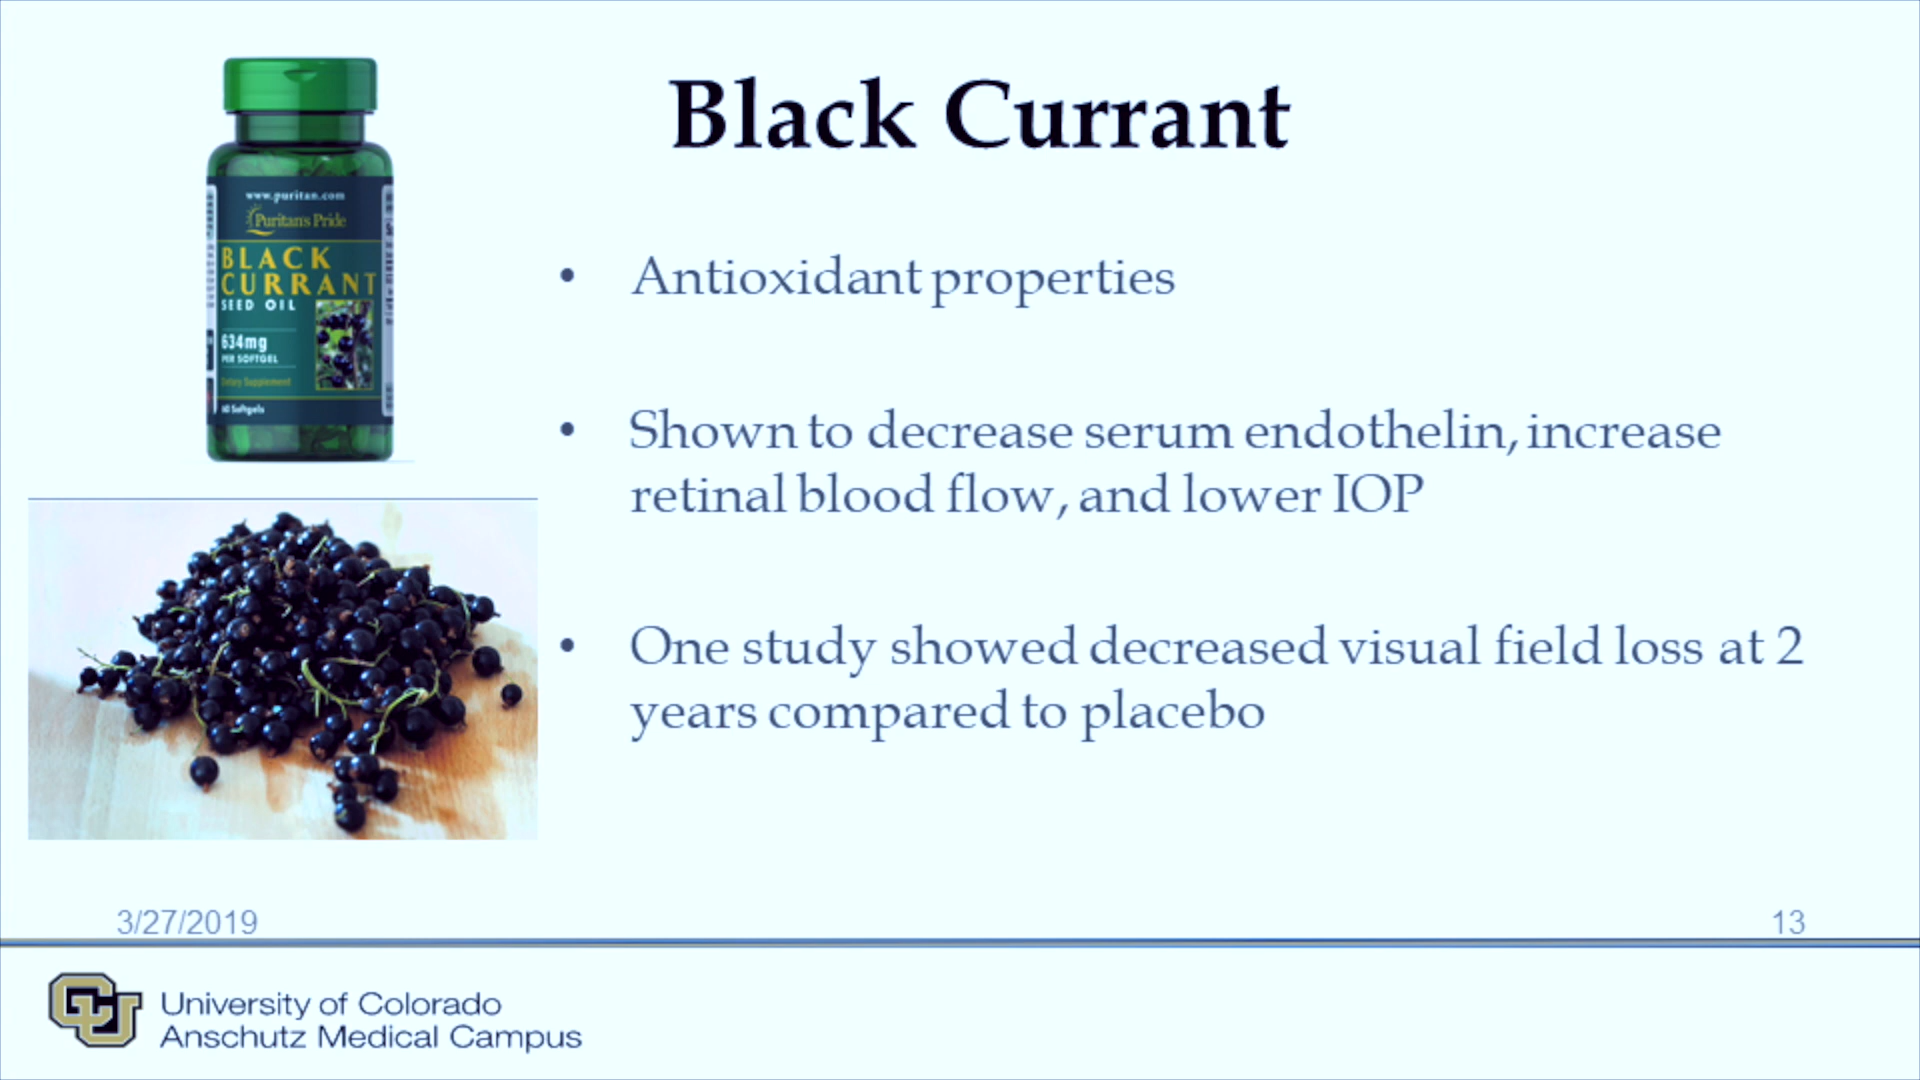 Black Currant
www.puritan.com
Puritan's Pride
BLACK
CURRANT
SEED OIL
634mg
PER SOFTGEL
Dietary Supplement
60 Softgels
• Antioxidant properties
• Shown to decrease serum endothelin, increase
retinal blood flow, and lower IOP
• One study showed decreased visual field loss at 2
years compared to placebo
3/27/2019
13
University of Colorado
Anschutz Medical Campus